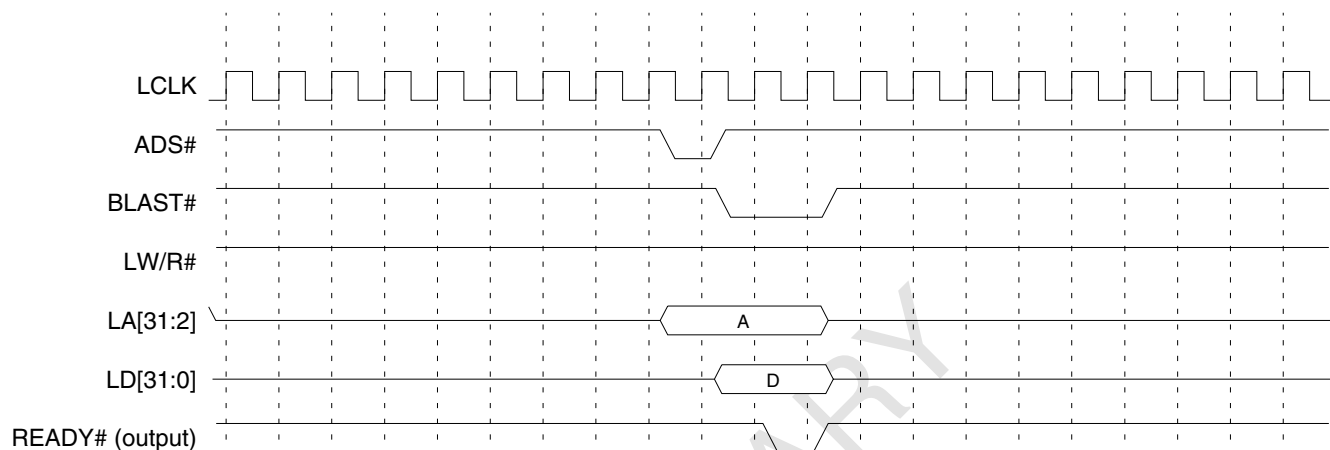 LCLK
ADS#
BLAST#
LW/R#
LA[31:2]
A
LD[31:0]
D
READY# (output)